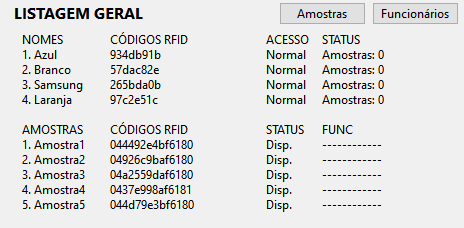 LISTAGEM GERAL Amostras Funcionários
NOMES CÓDIGOS RFID ACESSO STATUS
1. Azul 934db91b Normal Amostras: 0
2. Branco 57dac82e Normal Amostras: 0
3. Samsung 265bda0b Normal Amostras: 0
4. Laranja 97c2e51c Normal Amostras: 0
AMOSTRAS CÓDIGOS RFID STATUS FUNC
1. Amostra1 044492e4bf6180 Disp. ------------
2. Amostra2 04926c9baf6180 Disp. ------------
3. Amostra3 04a2559daf6180 Disp. ------------
4. Amostra4 0437e998af6181 Disp. ------------
5. Amostra5 044d79e3bf6180 Disp. ------------